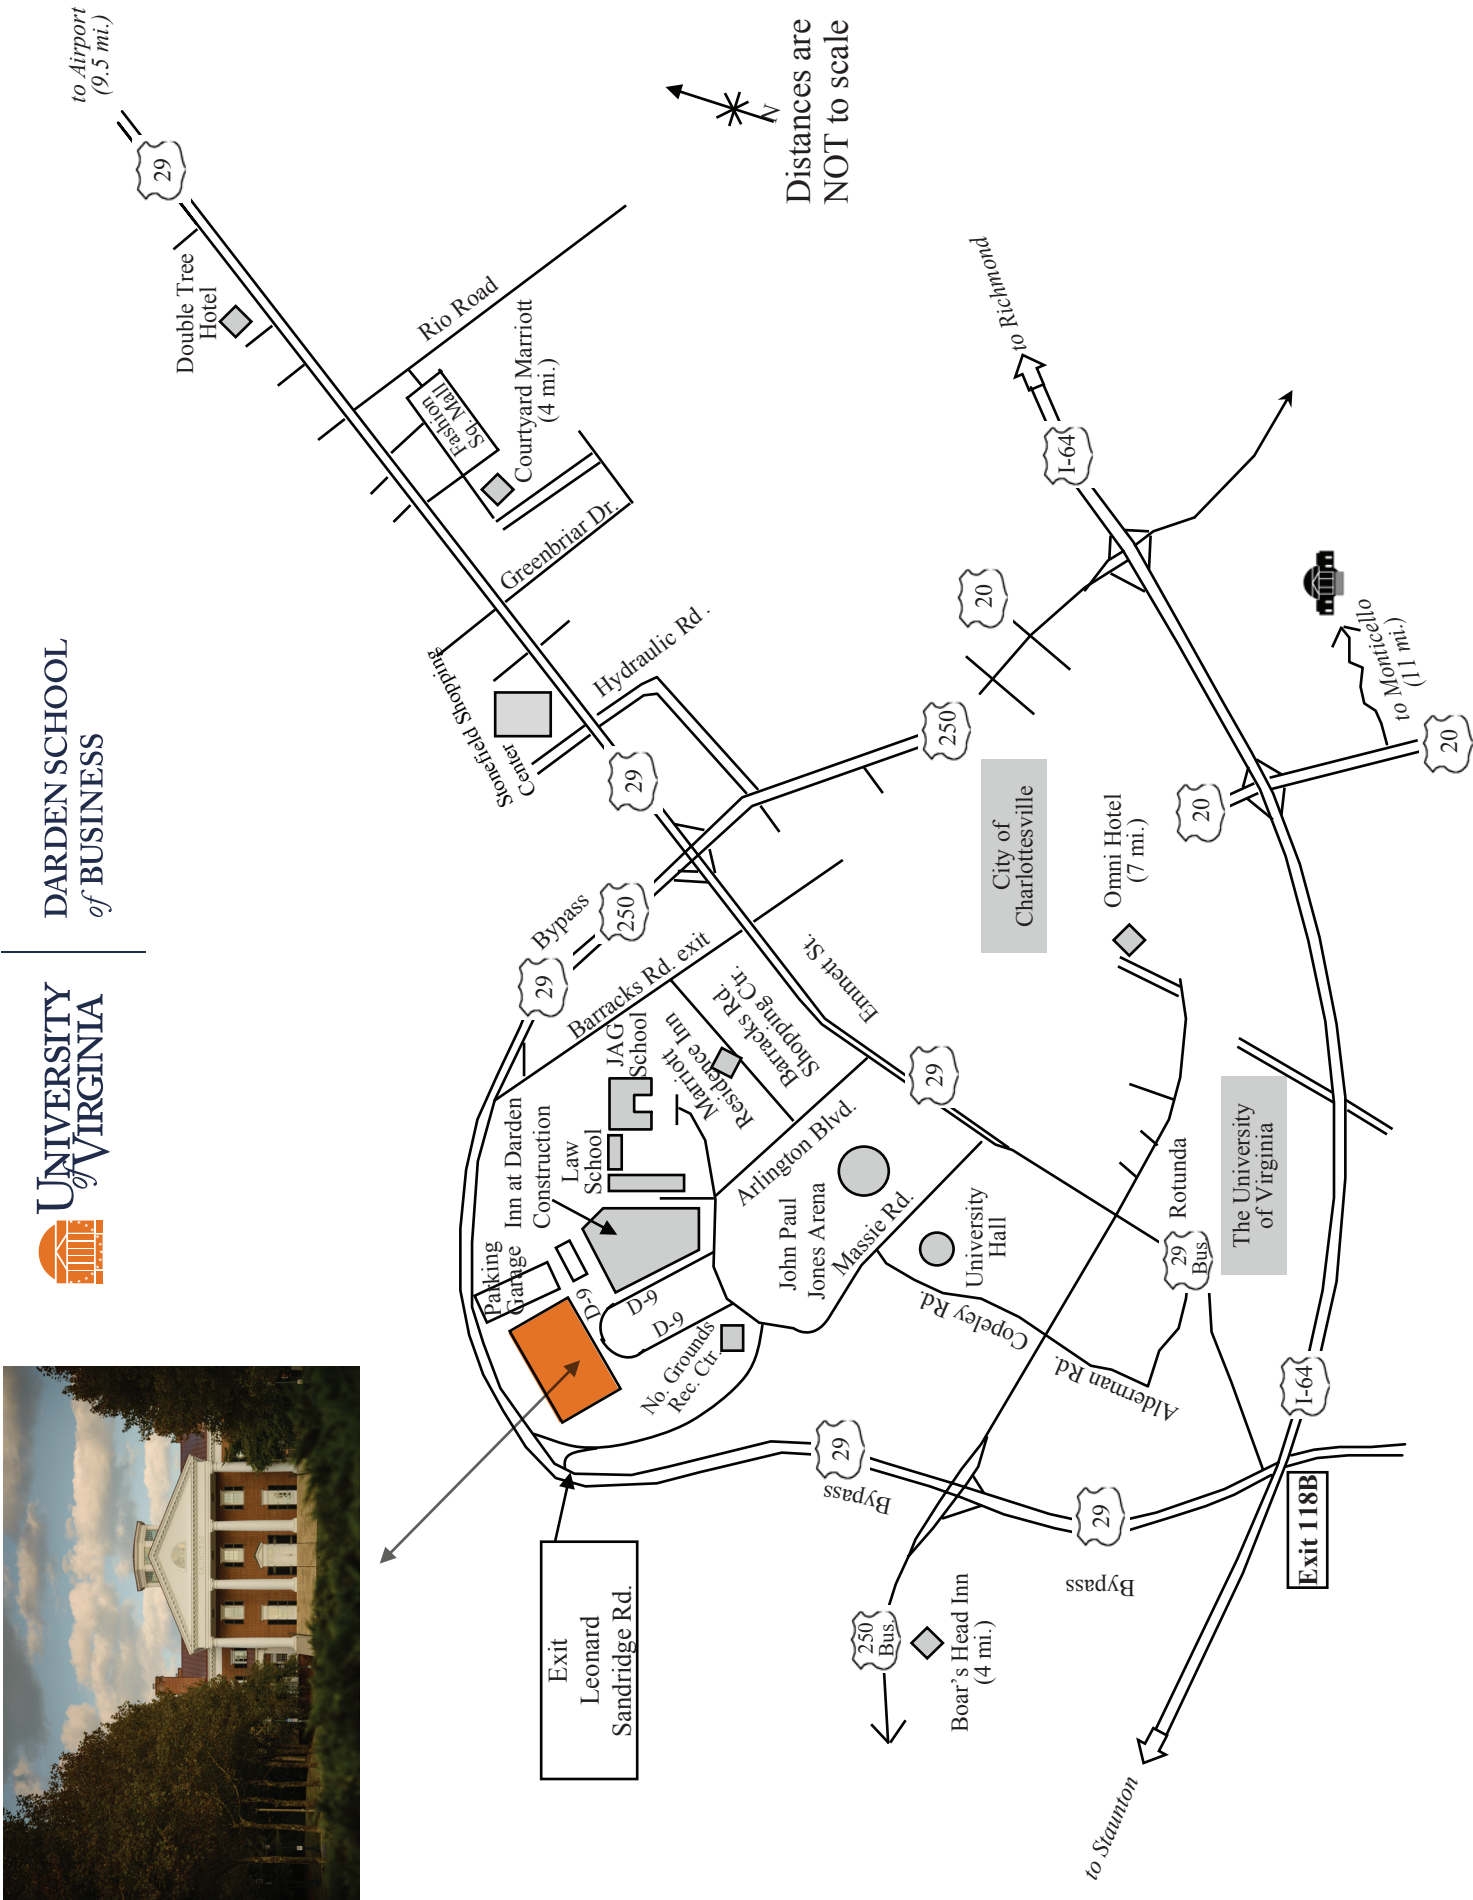 UNIVERSITY
of VIRGINIA
DARDEN SCHOOL
of BUSINESS
to Airport
(9.5 mi.)
29
Double Tree
Hotel
Rio Road
Fashion
Sq. Mall
Courtyard Marriott
(4 mi.)
Greenbriar Dr.
Stonefield Shopping
Center
Hydraulic Rd .
29
250
Bypass
250
29
Barracks Rd. exit
Emmett St.
Barracks Rd.
Shopping Ctr.
Marriott
Residence Inn
JAG
School
Law
School
Inn at Darden
Construction
Parking
Garage
D-9
D-9
D-9
No. Grounds
Rec. Ctr.
Arlington Blvd.
John Paul
Jones Arena
Massie Rd.
University
Hall
Copeley Rd.
Alderman Rd.
29
29
Bus.
Rotunda
The University
of Virginia
City of
Charlottesville
Omni Hotel
(7 mi.)
20
20
20
to Monticello
(11 mi.)
I-64
to Richmond
N
Distances are
NOT to scale
Exit
Leonard
Sandridge Rd.
29
Bypass
29
Bypass
250
Bus.
Boar's Head Inn
(4 mi.)
I-64
Exit 118B
to Staunton